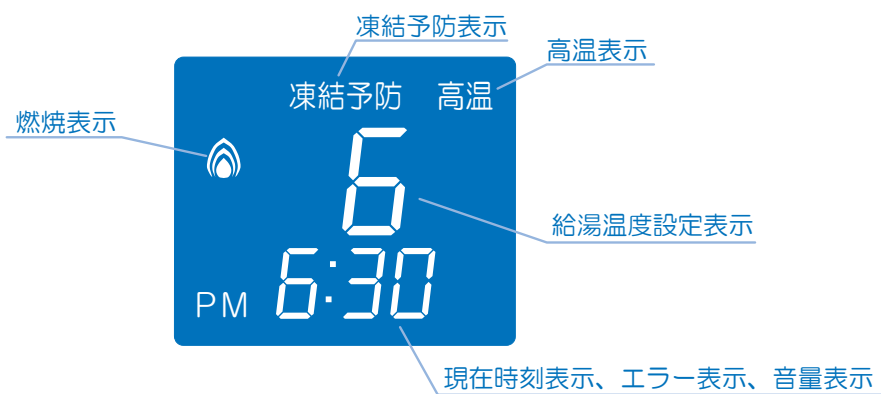 凍結予防表示
高温表示
凍結予防 高温
燃焼表示
6
給湯温度設定表示
PM 6:30
現在時刻表示、エラー表示、音量表示